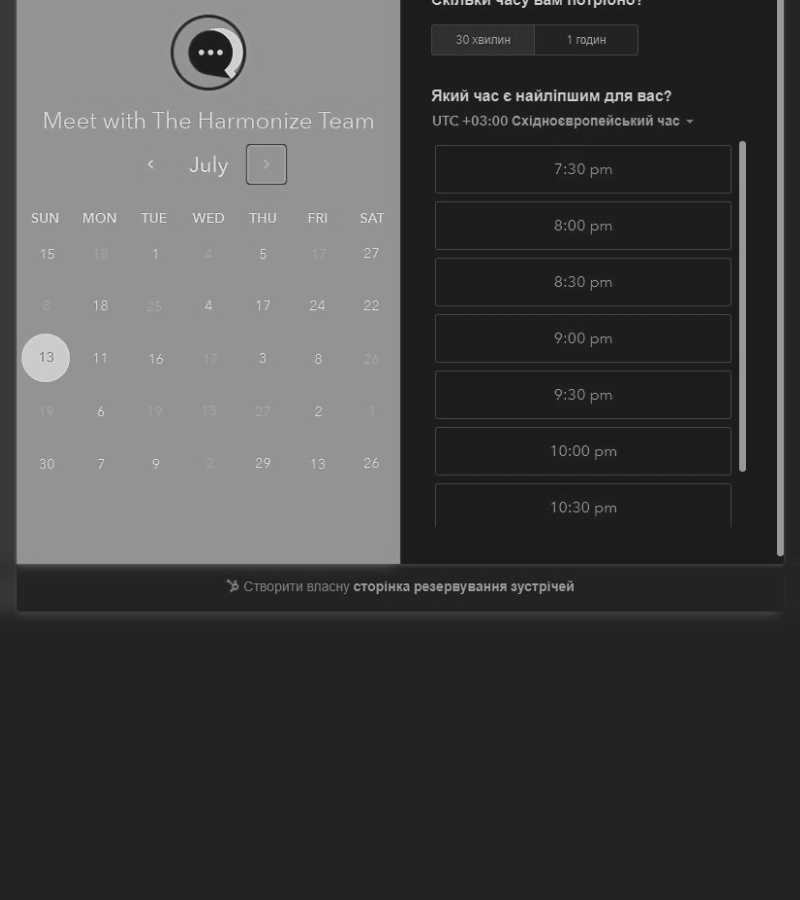 Скільки часу вам потрібно?
30 хвилин 1 годин
Який час є найліпшим для вас?
UTC +03:00 Східноєвропейський час
Meet with The Harmonize Team
July
SUN MON TUE WED THU FRI SAT
15 18 1 4 5 17 27
8 18 25 4 17 24 22
13 11 16 17 3 8 26
19 6 19 13 27 2 1
30 7 9 2 29 13 26
7:30 pm
8:00 pm
8:30 pm
9:00 pm
9:30 pm
10:00 pm
10:30 pm
Створити власну сторінка резервування зустрічей